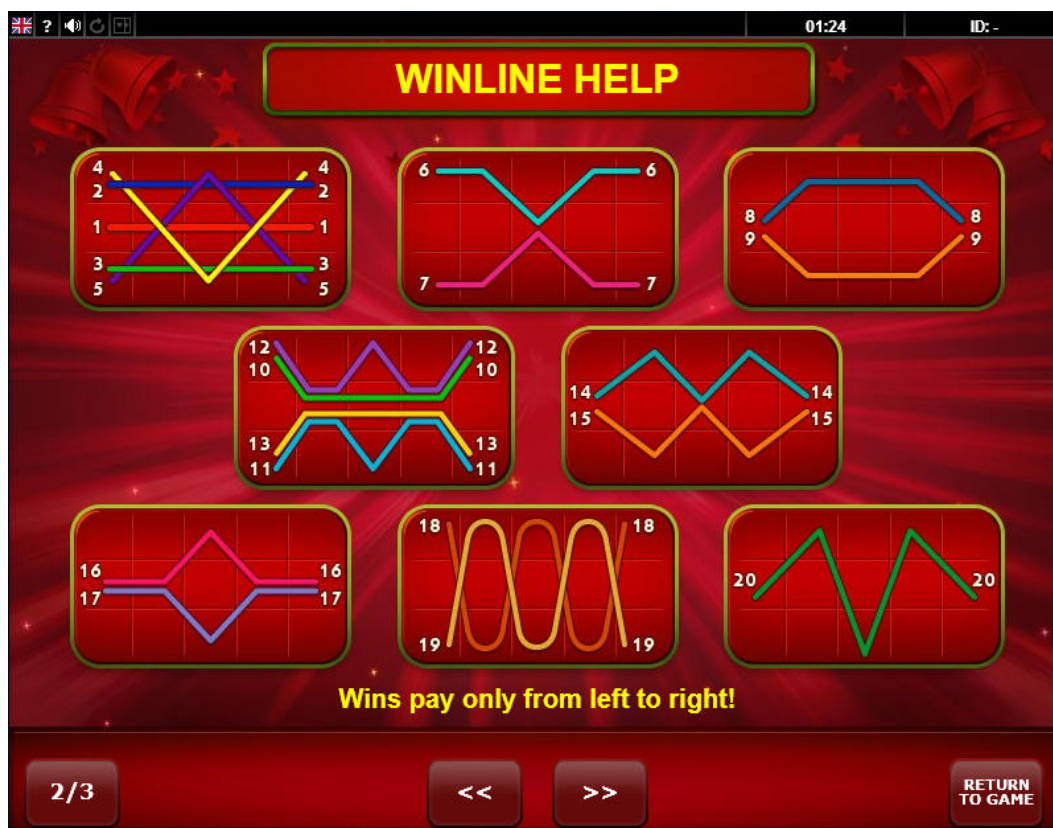 ? 01:24 ID: -
WINLINE HELP
4 4 6 6
2 2
1 1 8 8
9 9
3 3
5 5 7 7
12 12
10 10
14 14
15 15
13 13
11 11
18 18
16 16 20 20
17 17
19 19
Wins pay only from left to right!
2/3 << >> RETURN
TO GAME